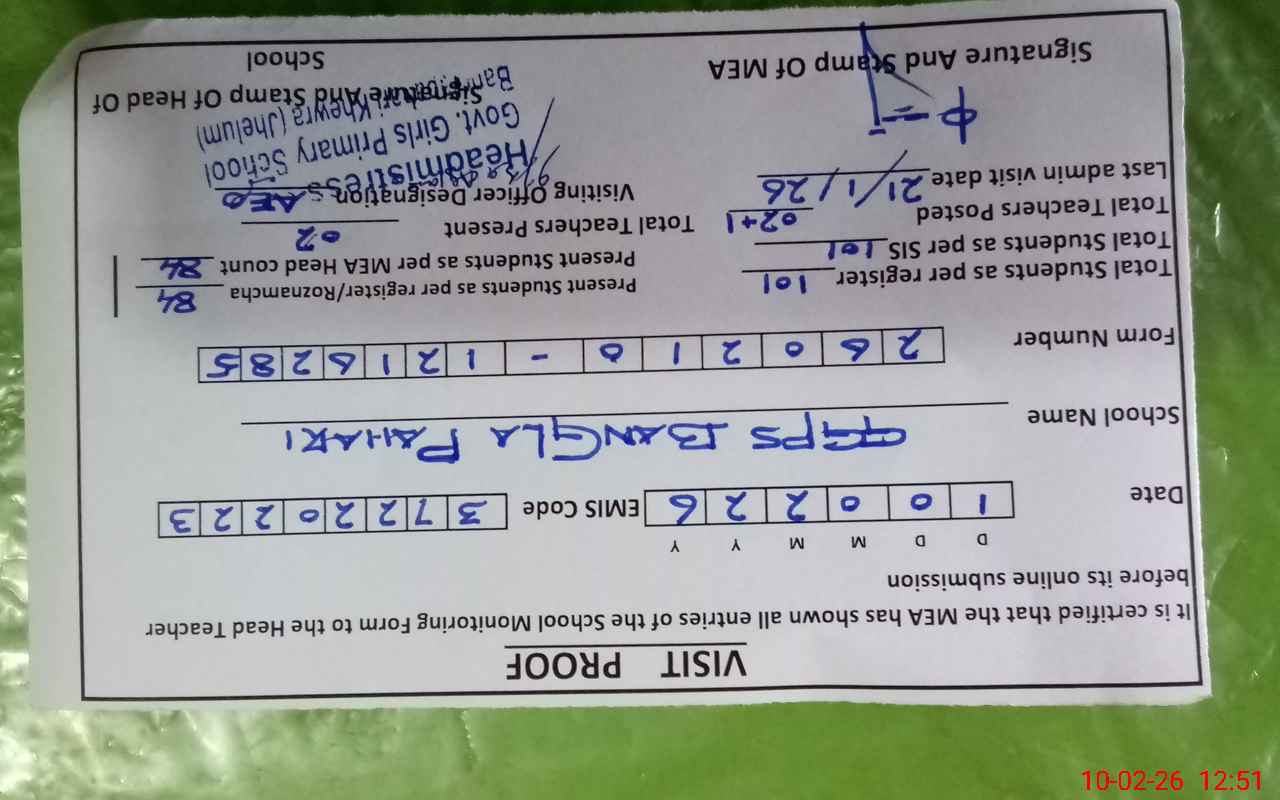 VISIT PROOF
It is certified that the MEA has shown all entries of the School Monitoring Form to the Head Teacher
before its online submission
D D M M Y Y
Date 1 0 0 2 2 6 EMIS Code 3 7 2 2 0 2 2 3
School Name GGPS BANGLA PAHARI
Form Number 2 6 0 2 1 0 - 1 2 1 6 2 8 5
Total Students as per register 101 Present Students as per register/Roznamcha 84
Total Students as per SIS 101 Present Students as per MEA Head count 84
Total Teachers Posted 02+1 Total Teachers Present 02
Last admin visit date 21/1/26 Visiting Officer Designation AEO
Headmistress
Govt. Girls Primary School
Khewra (Jhelum)
Signature And Stamp Of MEA Signature And Stamp Of Head Of
School
10-02-26 12:51